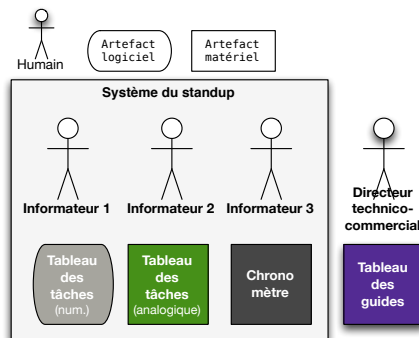 Humain
Artefact
logiciel
Artefact
matériel
Système du standup
Informateur 1
Informateur 2
Informateur 3
Directeur
technico-
commercial
Tableau
des
tâches
(num.)
Tableau
des
tâches
(analogique)
Chrono
mètre
Tableau
des
guides